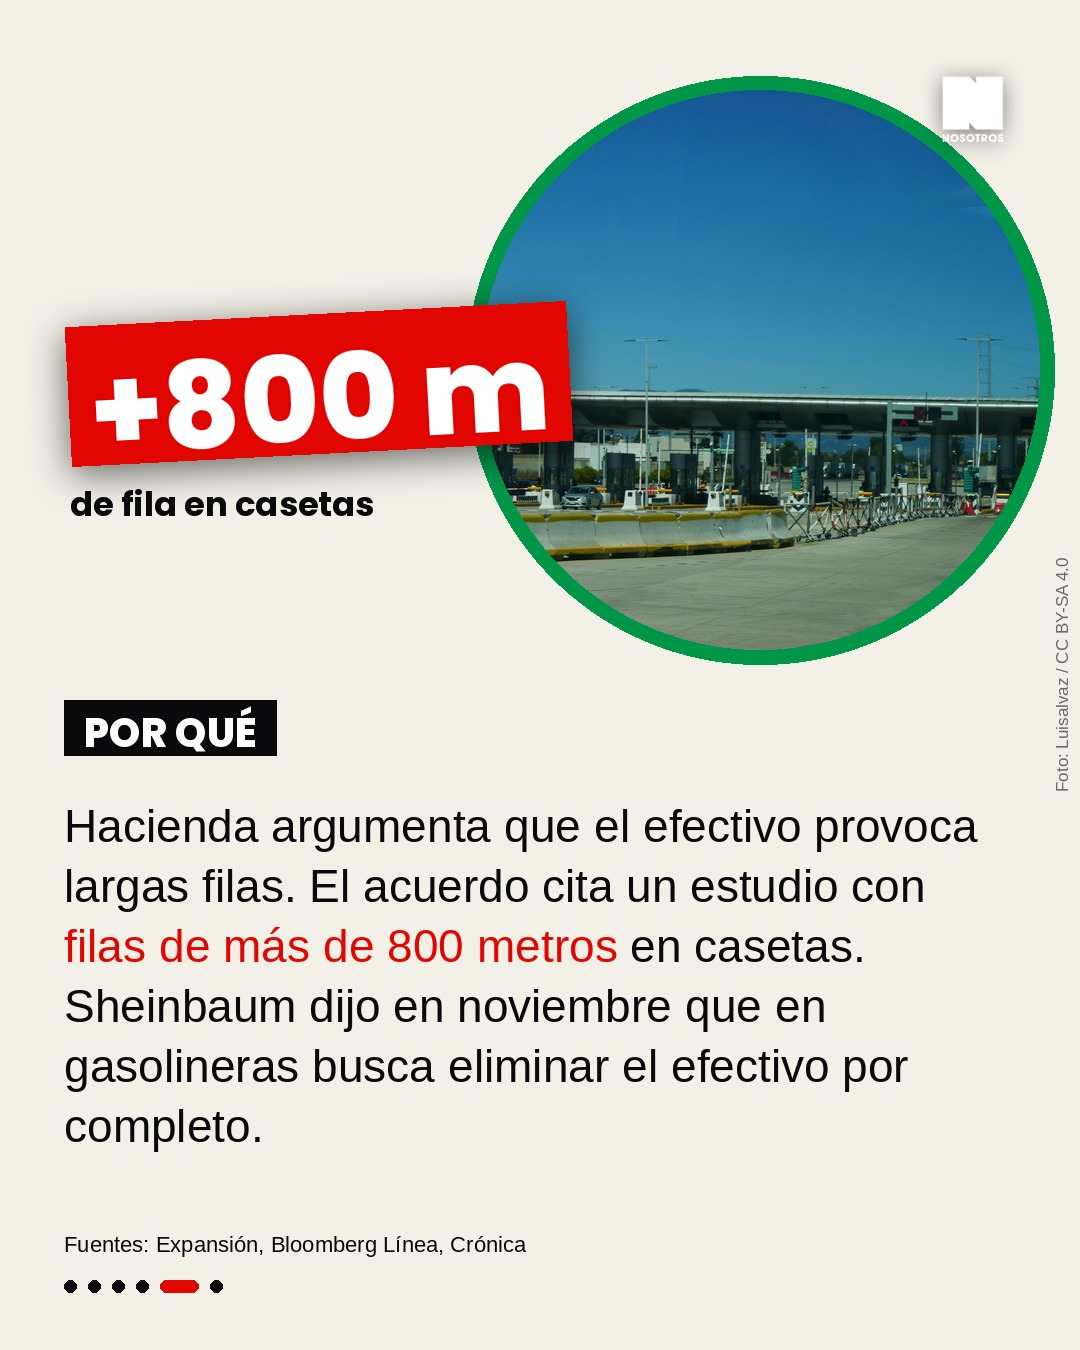 NOSOTROS
+800 m
de fila en casetas
Foto: Luisalvaz / CC BY-SA 4.0
POR QUÉ
Hacienda argumenta que el efectivo provoca
largas filas. El acuerdo cita un estudio con
filas de más de 800 metros en casetas.
Sheinbaum dijo en noviembre que en
gasolineras busca eliminar el efectivo por
completo.
Fuentes: Expansión, Bloomberg Línea, Crónica